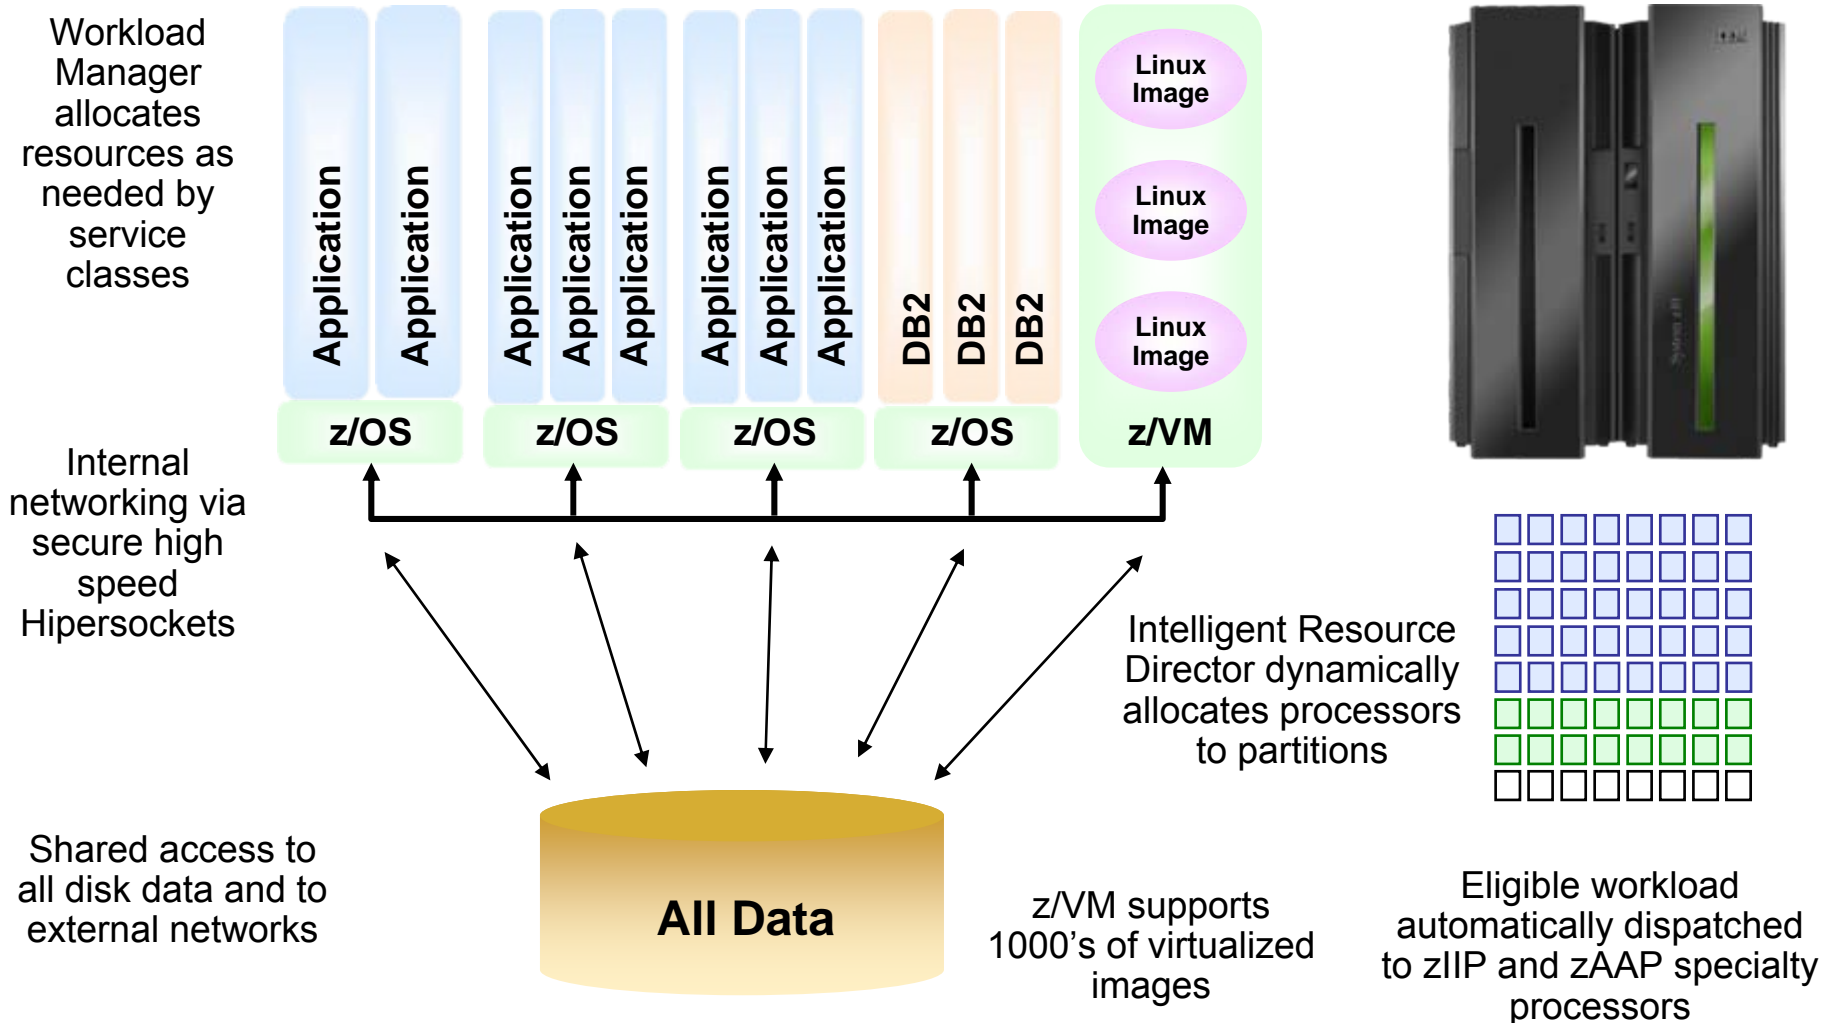 Workload
Manager
allocates
resources as
needed by
service
classes
Application
Application
Application
Application
Application
Application
Application
Application
DB2
DB2
DB2
Linux
Image
Linux
Image
Linux
Image
z/OS
z/OS
z/OS
z/OS
z/VM
Internal
networking via
secure high
speed
Hipersockets
Intelligent Resource
Director dynamically
allocates processors
to partitions
Shared access to
all disk data and to
external networks
All Data
z/VM supports
1000’s of virtualized
images
Eligible workload
automatically dispatched
to zIIP and zAAP specialty
processors